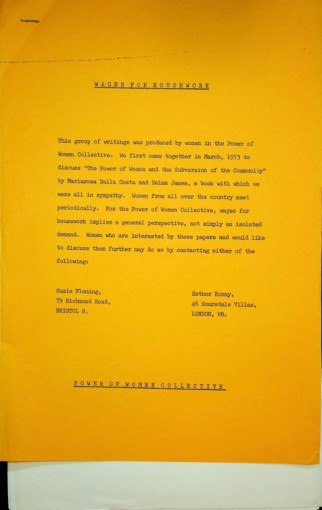 WAGES FOR HOUSEWORK
This group of writings was produced by women in the Power of
Women Collective. We first came together in March, 1973 to
discuss "The Power of Women and the Subversion of the Community"
by Mariarosa Dalla Costa and Selma James, a book with which we
were all in sympathy. Women from all over the country meet
periodically. For the Power of Women Collective, wages for
housework implies a general perspective, not simply an isolated
demand. Women who are interested by these papers and would like
to discuss them further may do so by contacting either of the
following:
Suzie Fleming,
79 Richmond Road,
BRISTOL 6.
Esther Ronay,
46 Scarsdale Villas,
LONDON, W8.
POWER OF WOMEN COLLECTIVE